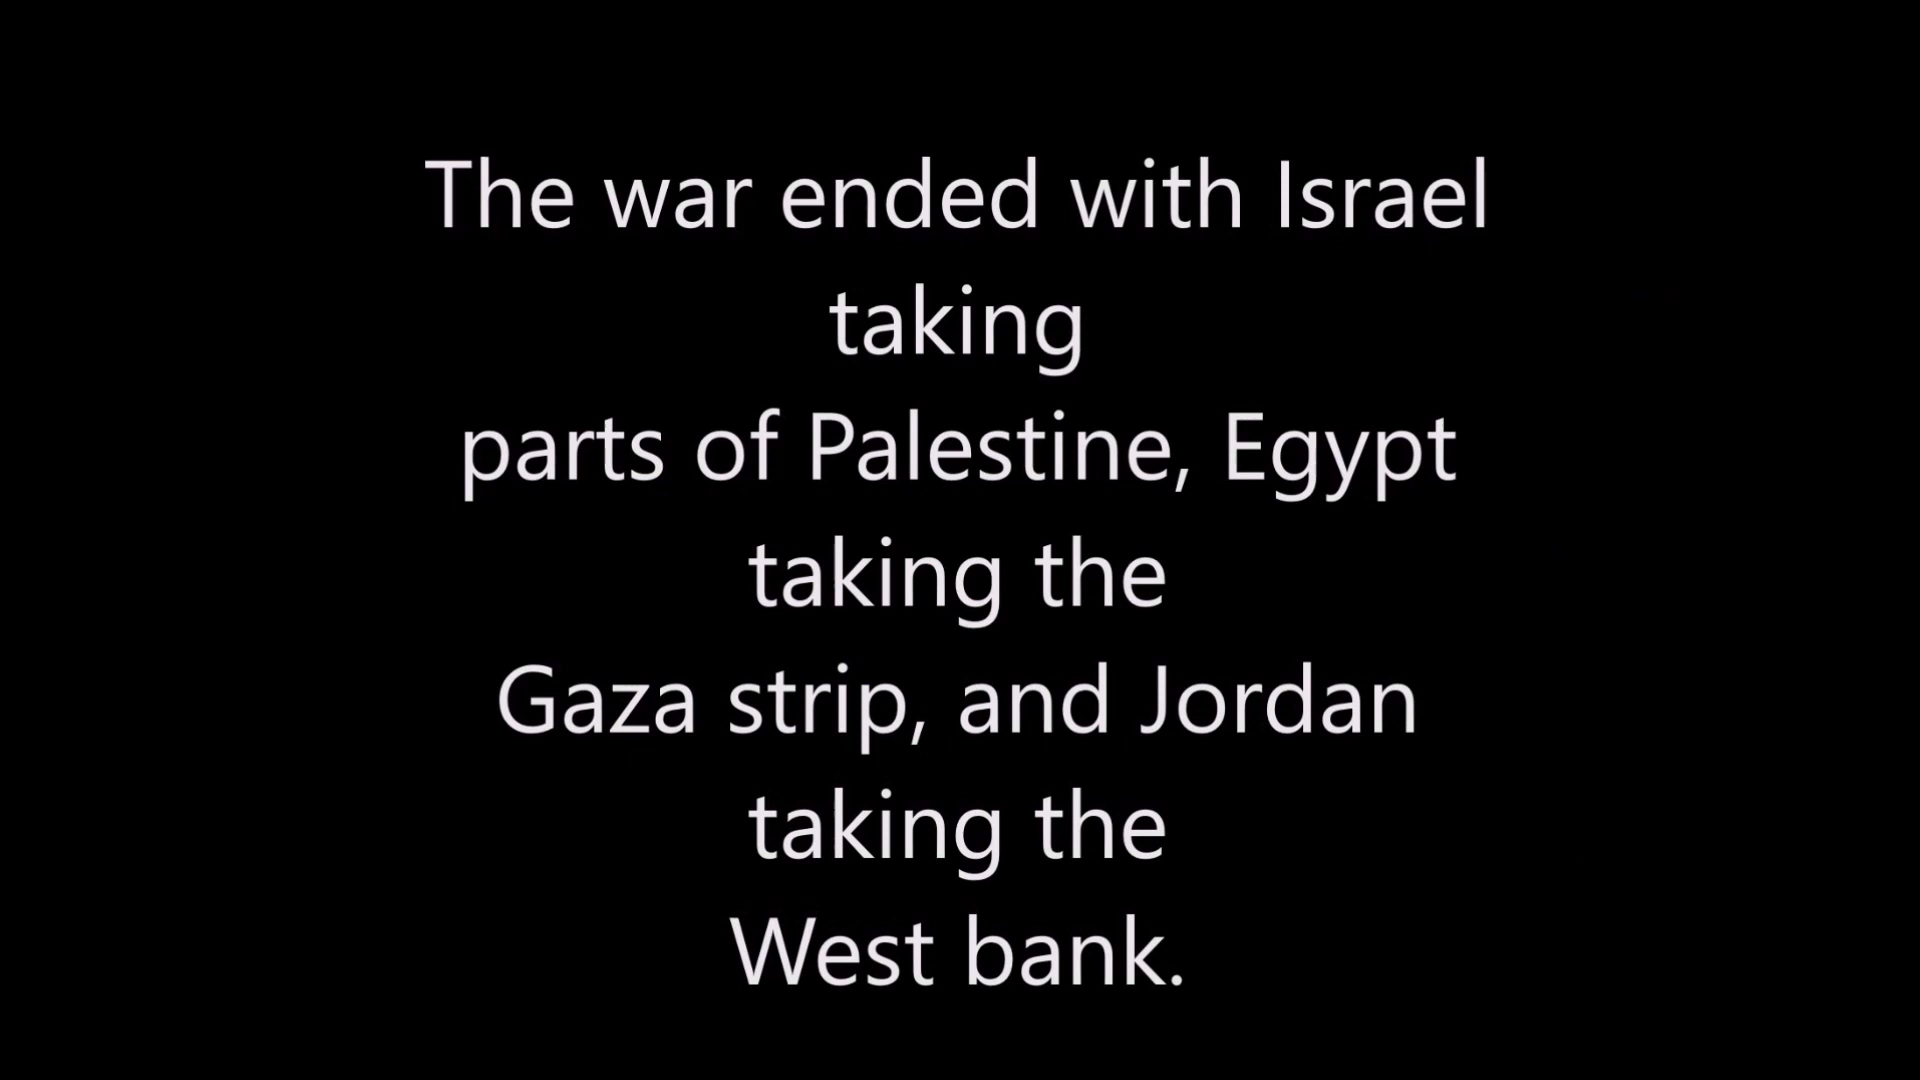 The war ended with Israel
taking
parts of Palestine, Egypt
taking the
Gaza strip, and Jordan
taking the
West bank.